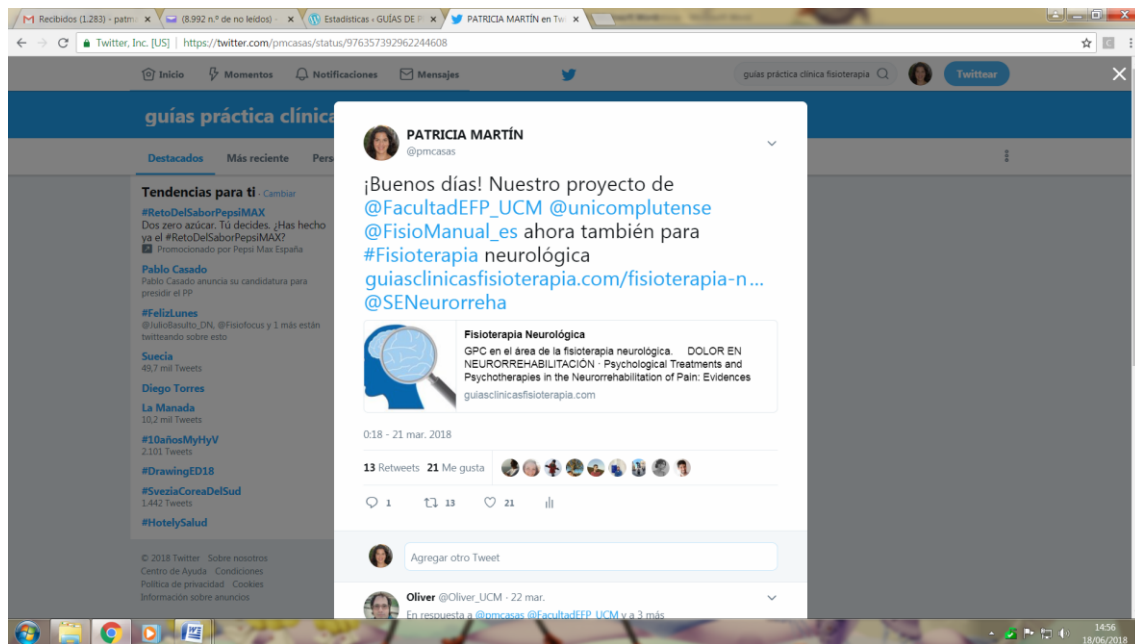 Recibidos (1.283) - patm
(8.992 n.º de no leídos) -
Estadísticas ‹ GUÍAS DE F
PATRICIA MARTÍN en Tw
Twitter, Inc. [US] | https://twitter.com/pmcasas/status/976357392962244608
Inicio Momentos Notificaciones Mensajes
guias práctica clínica fisioterapia
Twittear
guías práctica clínica
Destacados Más reciente Pers
Tendencias para ti · Cambiar
#RetoDelSaborPepsiMAX
Dos zero azúcar. Tú decides. ¿Has hecho
ya el #RetoDelSaborPepsiMAX?
Promocionado por Pepsi Max España
Pablo Casado
Pablo Casado anuncia su candidatura para
presidir el PP
#FelizLunes
@JulioBasulto_DN, @Fisiofocus y 1 más están
twitteando sobre esto
Suecia
49,7 mil Tweets
Diego Torres
La Manada
10,2 mil Tweets
#10añosMyHyV
2.101 Tweets
#DrawingED18
#SveziaCoreaDelSud
1.442 Tweets
#HotelySalud
© 2018 Twitter Sobre nosotros
Centro de Ayuda Condiciones
Política de privacidad Cookies
Información sobre anuncios
PATRICIA MARTÍN
@pmcasas
¡Buenos días! Nuestro proyecto de
@FacultadEFP_UCM @unicomplutense
@FisioManual_es ahora también para
#Fisioterapia neurológica
guiasclinicasfisioterapia.com/fisioterapia-n…
@SENeurorreha
Fisioterapia Neurológica
GPC en el área de la fisioterapia neurológica. DOLOR EN
NEURORREHABILITACIÓN · Psychological Treatments and
Psychotherapies in the Neurorrehabilitation of Pain: Evidences
guiasclinicasfisioterapia.com
0:18 - 21 mar. 2018
13 Retweets 21 Me gusta
1 13 21
Agregar otro Tweet
Oliver @Oliver_UCM · 22 mar.
En respuesta a @pmcasas @FacultadEFP_UCM y a 3 más
14:56
18/06/2018